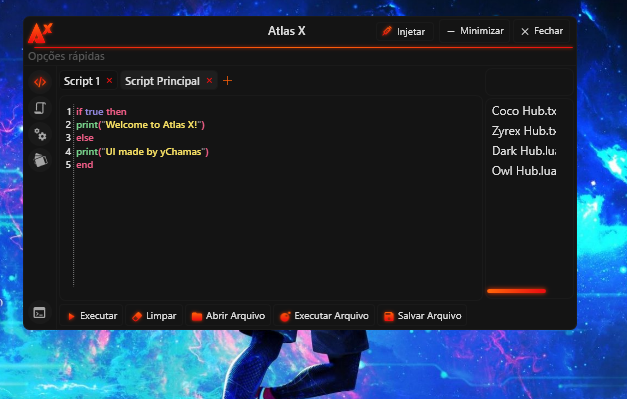 Atlas X
Injetar
Minimizar
Fechar
Opções rápidas
Script 1
Script Principal
1 if true then
2 print("Welcome to Atlas X!")
3 else
4 print("UI made by yChamas")
5 end
Coco Hub.tx
Zyrex Hub.tx
Dark Hub.lua
Owl Hub.lua
Executar
Limpar
Abrir Arquivo
Executar Arquivo
Salvar Arquivo